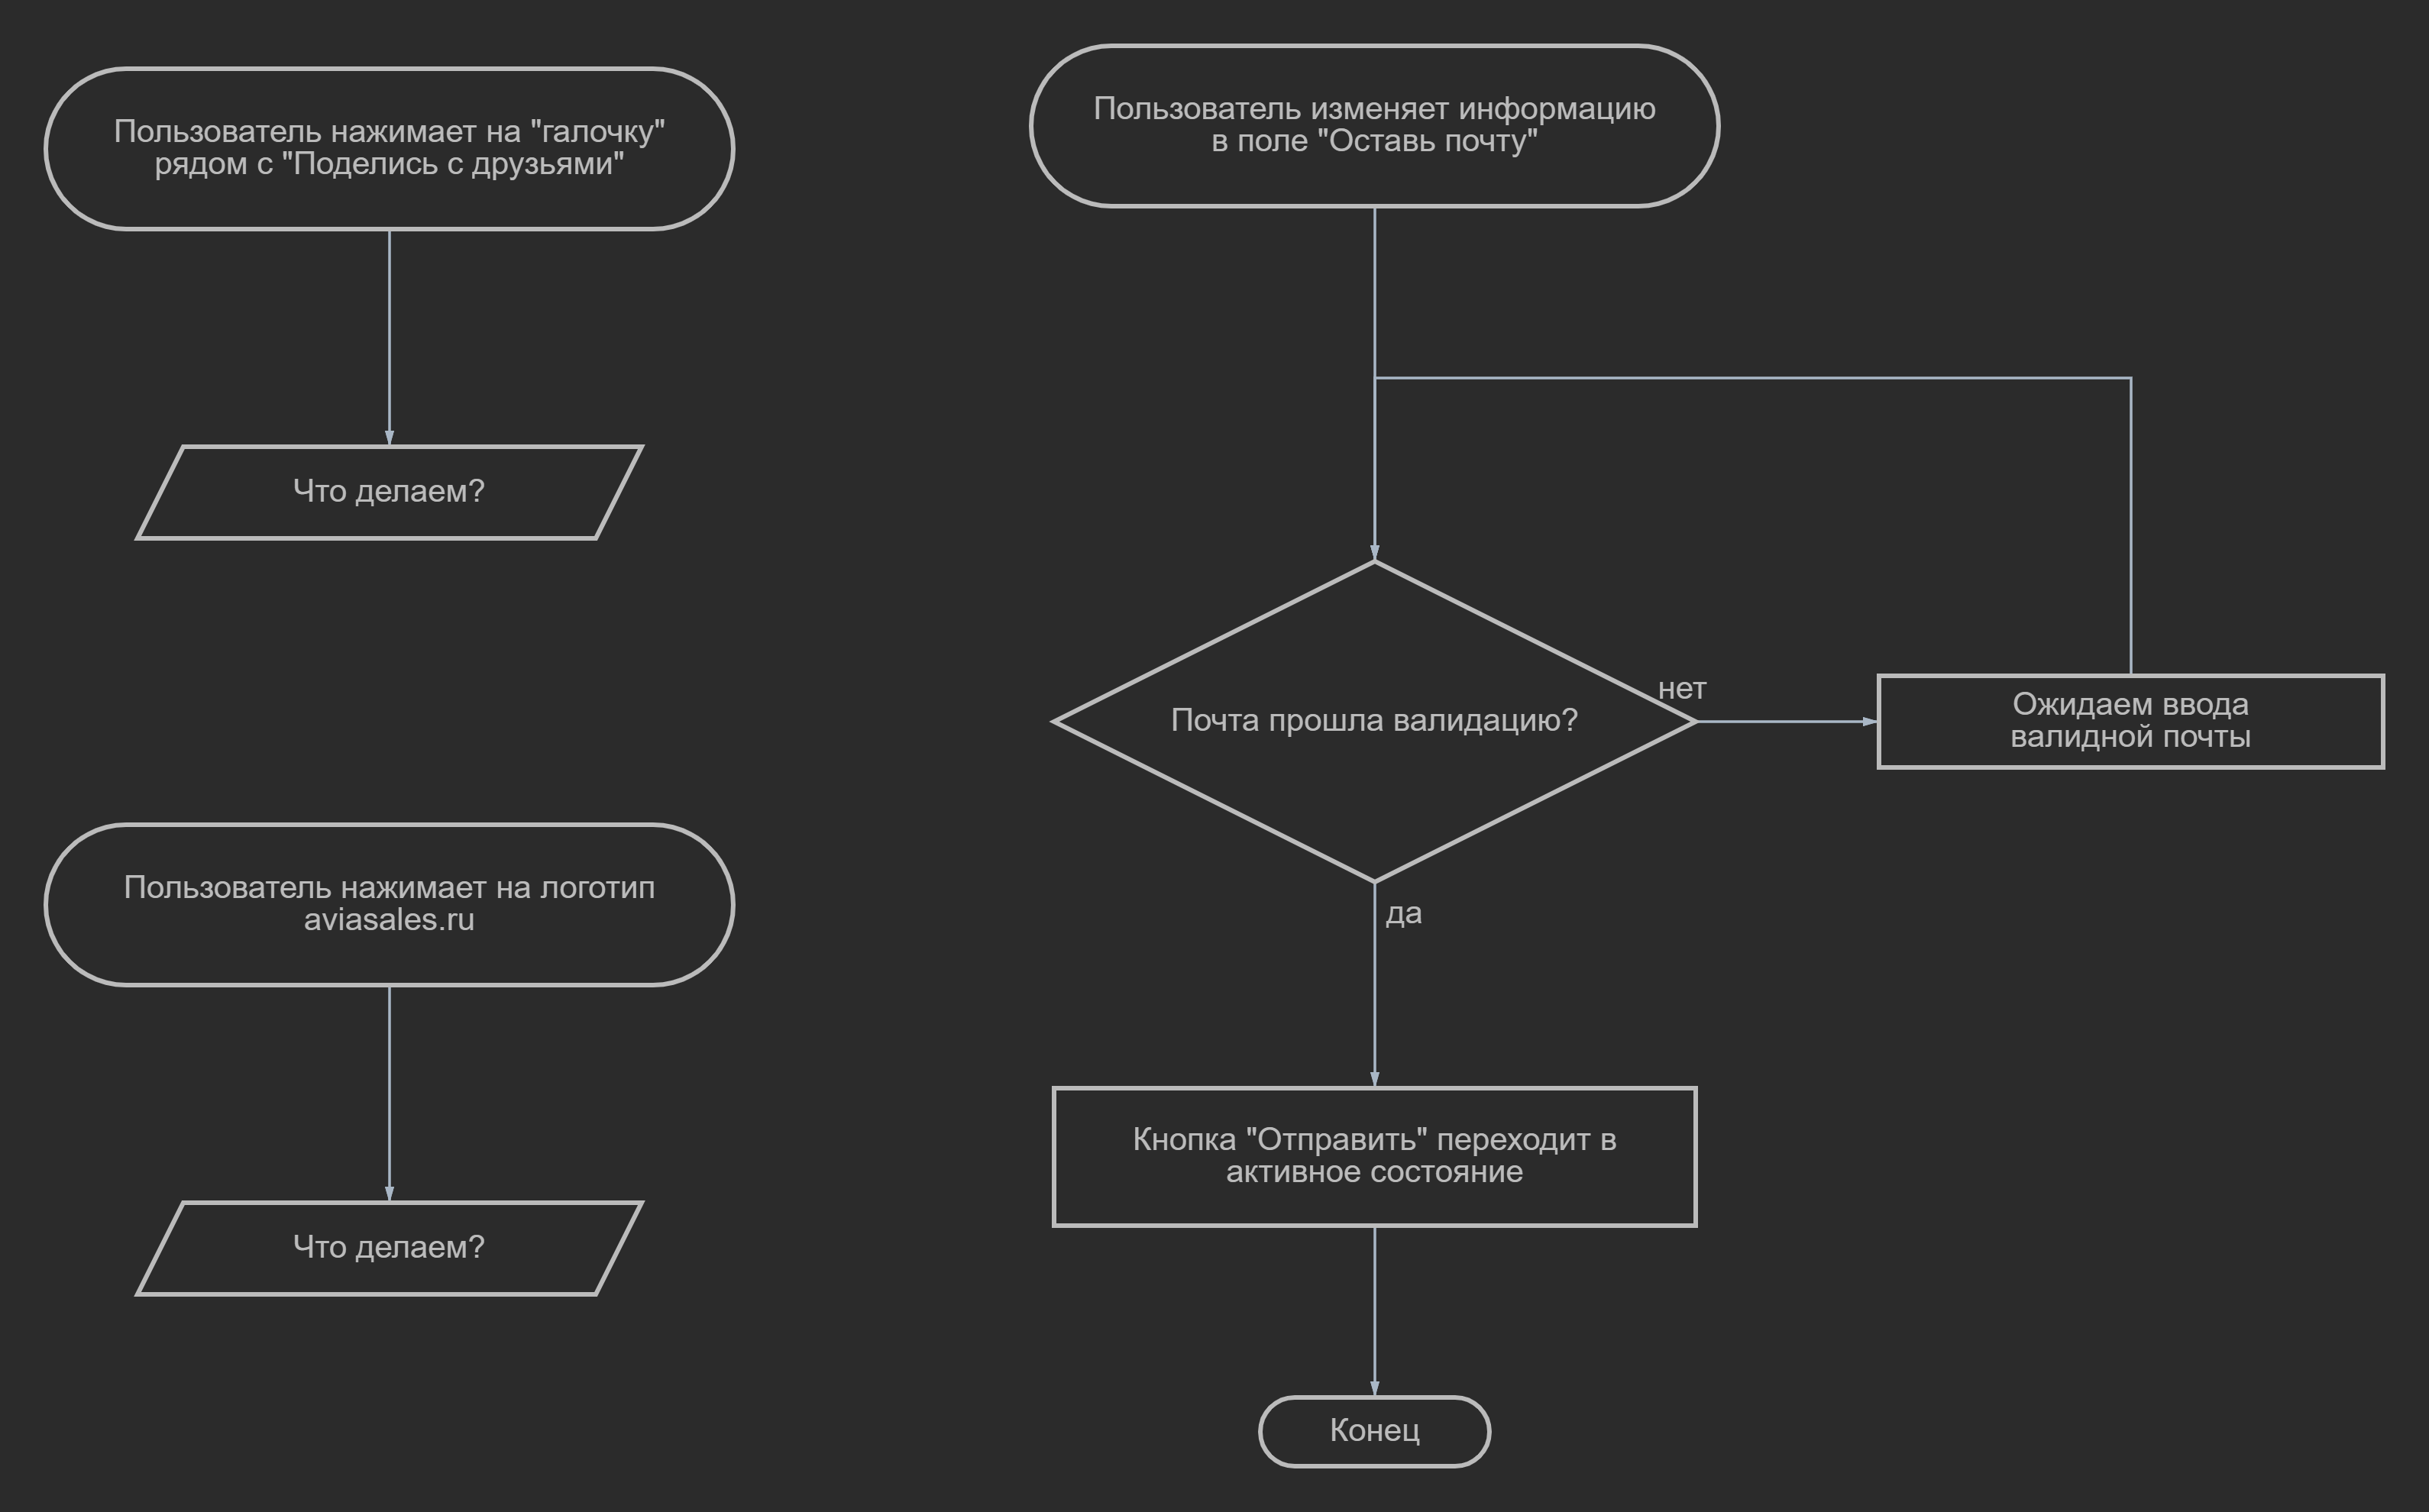 Пользователь нажимает на "галочку"
рядом с "Поделись с друзьями"
Что делаем?
Пользователь нажимает на логотип
aviasales.ru
Что делаем?
Пользователь изменяет информацию
в поле "Оставь почту"
Почта прошла валидацию?
нет
Ожидаем ввода
валидной почты
да
Кнопка "Отправить" переходит в
активное состояние
Конец